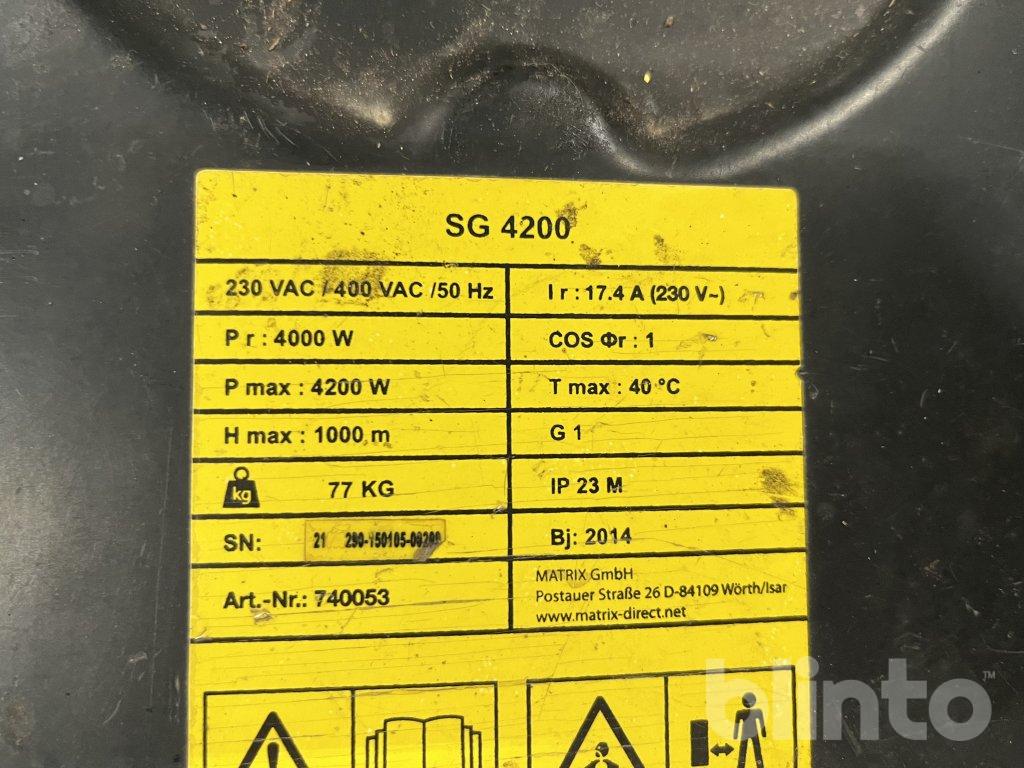 SG 4200
230 VAC / 400 VAC /50 Hz
I r : 17.4 A (230 V~)
P r : 4000 W
COS Φr : 1
P max : 4200 W
T max : 40 °C
H max : 1000 m
G 1
kg
77 KG
IP 23 M
SN:
21
Bj: 2014
Art.-Nr.: 740053
MATRIX GmbH
Postauer Straße 26 D-84109 Wörth/Isar
www.matrix-direct.net
blinto™